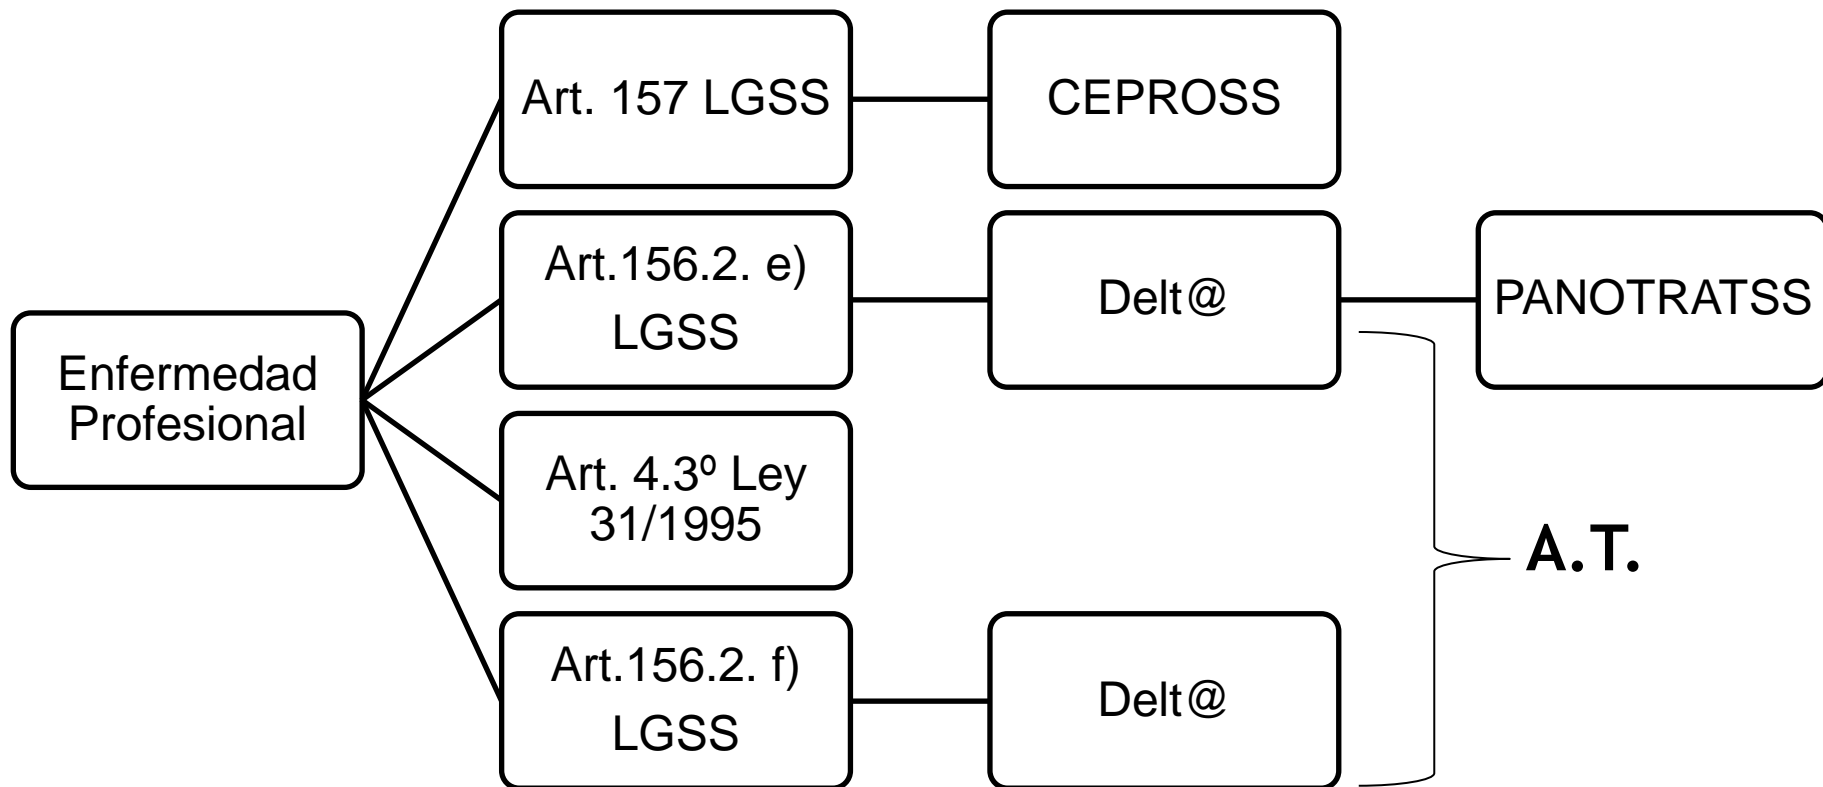 Enfermedad
Profesional
Art. 157 LGSS
CEPROSS
Art.156.2. e)
LGSS
Delt@
PANOTRATSS
Art. 4.3º Ley
31/1995
Art.156.2. f)
LGSS
Delt@
A.T.